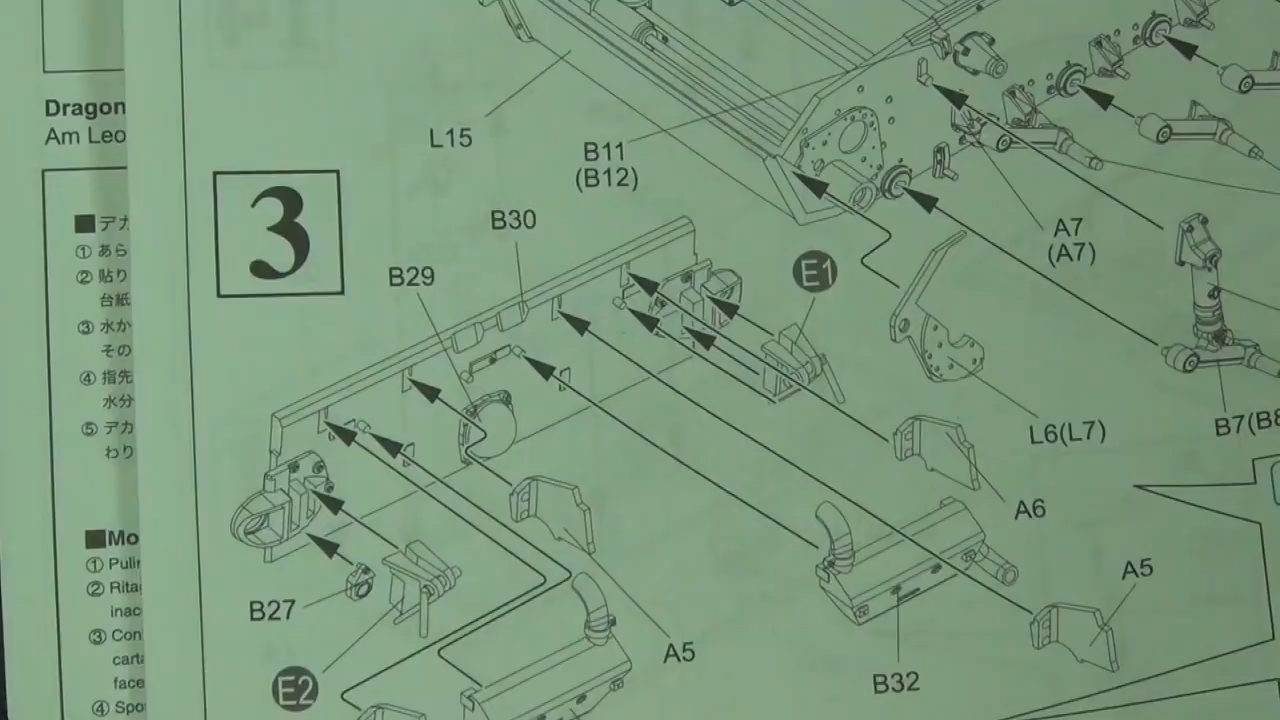 Dragon
Am Leo
■デカ
① あら
② 貼り
台紙
③ 水か
その
④ 指先
水分
⑤ デカ
わり
■Mo
① Pulir
② Rita
inac
③ Con
carta
face
④ Spo
3
L15
B11
(B12)
B30
B29
E1
A7
(A7)
L6(L7)
B7(B8
A6
A5
B27
A5
B32
E2